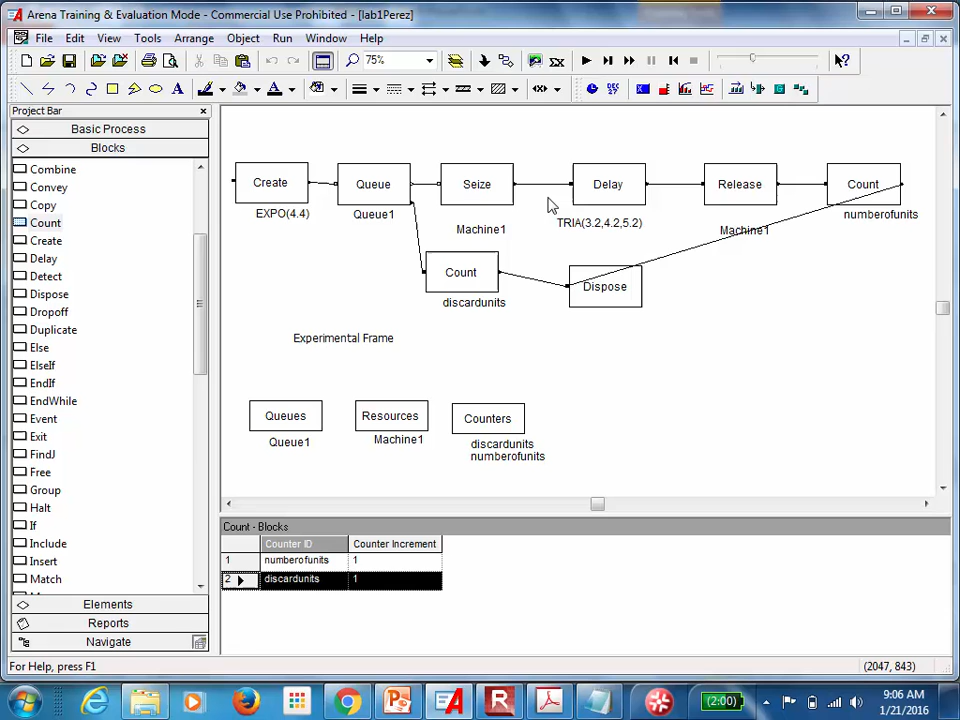 Arena Training & Evaluation Mode - Commercial Use Prohibited - [lab1Perez]
File Edit View Tools Arrange Object Run Window Help
75%
Project Bar
Basic Process
Blocks
Combine
Convey
Copy
Count
Create
Delay
Detect
Dispose
Dropoff
Duplicate
Else
ElseIf
EndIf
EndWhile
Event
Exit
FindJ
Free
Group
Halt
If
Include
Insert
Match
Elements
Reports
Navigate
Create
Queue
Seize
Delay
Release
Count
EXPO(4.4)
Queue1
Machine1
TRIA(3.2,4.2,5.2)
Machine1
numberofunits
Count
discardunits
Dispose
Experimental Frame
Queues
Resources
Counters
Queue1
Machine1
discardunits
numberofunits
Count - Blocks
Counter ID Counter Increment
1 numberofunits 1
2 discardunits 1
For Help, press F1
(2047, 843)
(2:00)
9:06 AM
1/21/2016